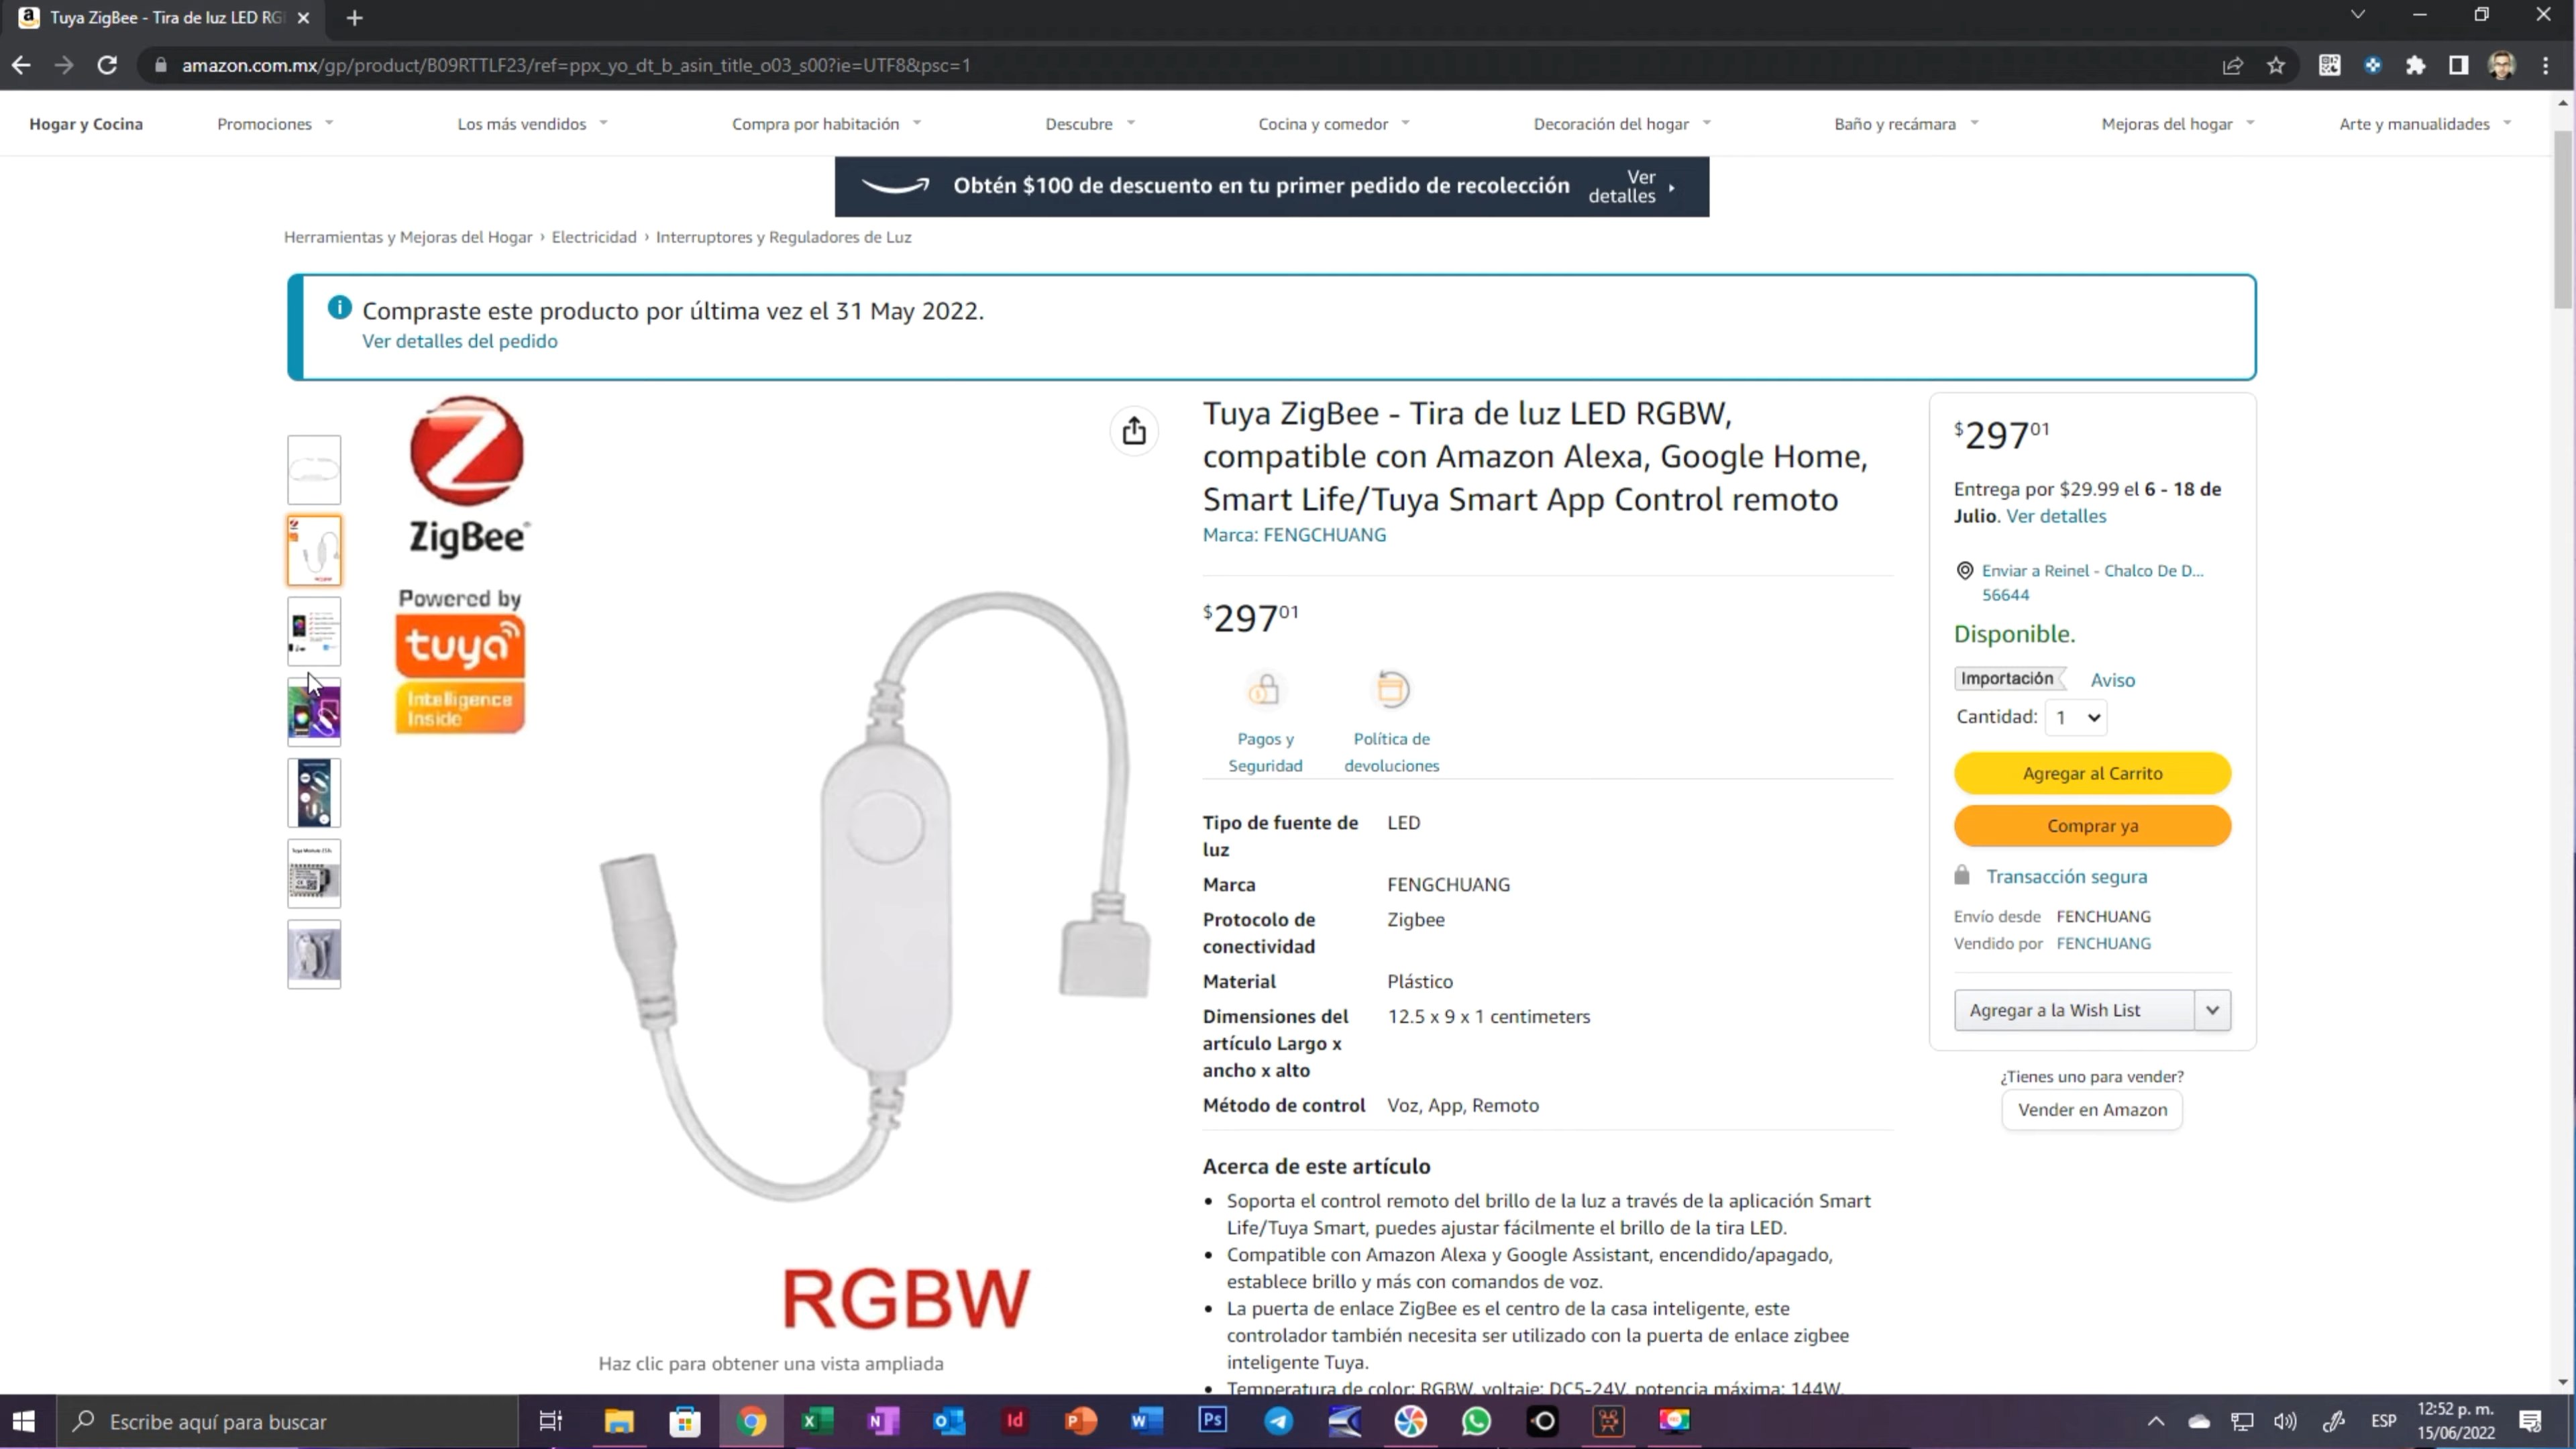 Tuya ZigBee - Tira de luz LED RG
amazon.com.mx/gp/product/B09RTTLF23/ref=ppx_yo_dt_b_asin_title_o03_s00?ie=UTF8&psc=1
Hogar y Cocina Promociones Los más vendidos Compra por habitación Descubre Cocina y comedor Decoración del hogar Baño y recámara Mejoras del hogar Arte y manualidades
Obtén $100 de descuento en tu primer pedido de recolección
Ver
detalles
Herramientas y Mejoras del Hogar › Electricidad › Interruptores y Reguladores de Luz
Compraste este producto por última vez el 31 May 2022.
Ver detalles del pedido
ZigBee
Powered by
tuya
Intelligence
Inside
RGBW
Haz clic para obtener una vista ampliada
Tuya ZigBee - Tira de luz LED RGBW,
compatible con Amazon Alexa, Google Home,
Smart Life/Tuya Smart App Control remoto
Marca: FENGCHUANG
$297.01
Pagos y
Seguridad
Política de
devoluciones
Tipo de fuente de LED
luz
Marca FENGCHUANG
Protocolo de Zigbee
conectividad
Material Plástico
Dimensiones del 12.5 x 9 x 1 centimeters
artículo Largo x
ancho x alto
Método de control Voz, App, Remoto
Acerca de este artículo
• Soporta el control remoto del brillo de la luz a través de la aplicación Smart
Life/Tuya Smart, puedes ajustar fácilmente el brillo de la tira LED.
• Compatible con Amazon Alexa y Google Assistant, encendido/apagado,
establece brillo y más con comandos de voz.
• La puerta de enlace ZigBee es el centro de la casa inteligente, este
controlador también necesita ser utilizado con la puerta de enlace zigbee
inteligente Tuya.
• Temperatura de color: RGBW, voltaje: DC5-24V, potencia máxima: 144W.
$297.01
Entrega por $29.99 el 6 - 18 de
Julio. Ver detalles
Enviar a Reinel - Chalco De D...
56644
Disponible.
Importación Aviso
Cantidad: 1
Agregar al Carrito
Comprar ya
Transacción segura
Envío desde FENCHUANG
Vendido por FENCHUANG
Agregar a la Wish List
¿Tienes uno para vender?
Vender en Amazon
Escribe aquí para buscar
ESP
12:52 p. m.
15/06/2022